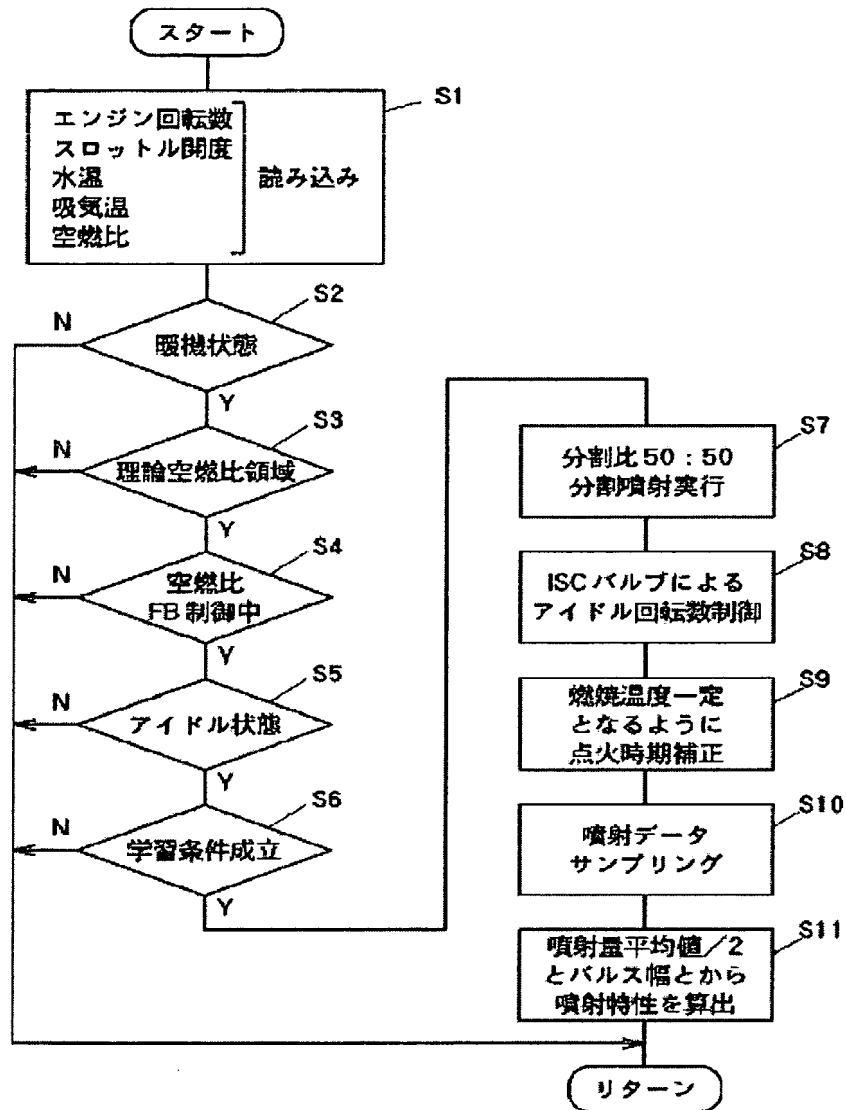 スタート
S1
エンジン回転数
スロットル開度
水温
吸気温
空燃比
読み込み
S2
N
暖機状態
Y
S3
N
理論空燃比領域
Y
S4
N
空燃比
FB制御中
Y
S5
N
アイドル状態
Y
S6
N
学習条件成立
Y
S7
分割比50:50
分割噴射実行
S8
ISCバルブによる
アイドル回転数制御
S9
燃焼温度一定
となるように
点火時期補正
S10
噴射データ
サンプリング
S11
噴射量平均値/2
とパルス幅とから
噴射特性を算出
リターン